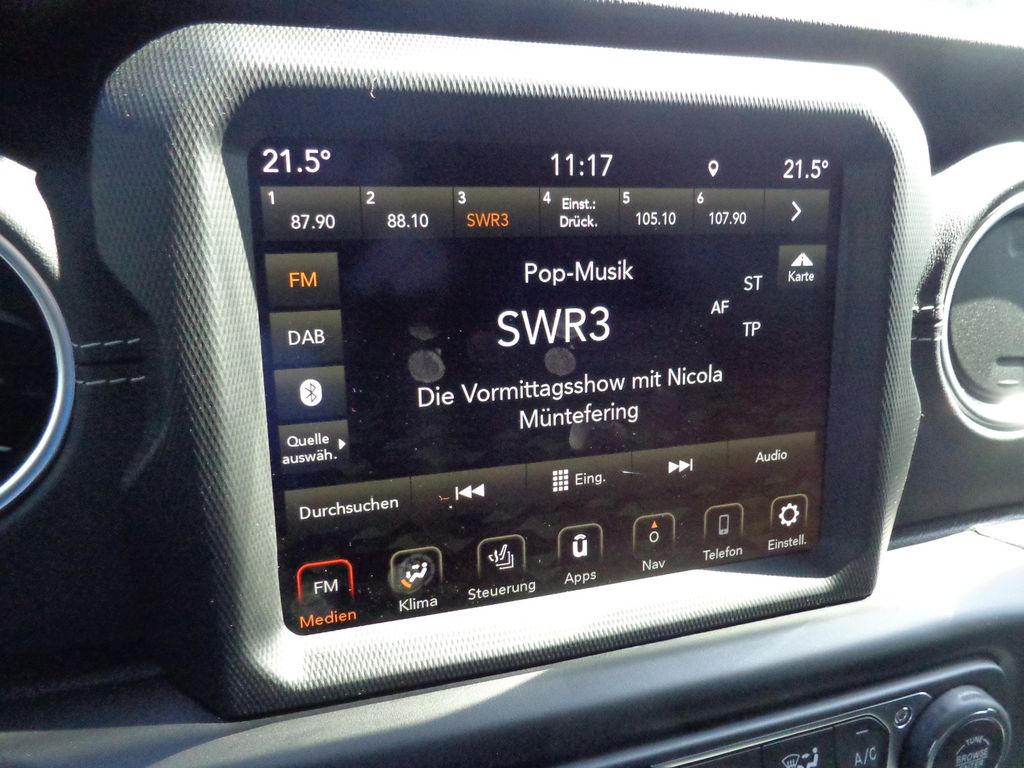 21.5° 11:17 21.5°
1 2 3 4 Einst.: 5 6
87.90 88.10 SWR3 Drück. 105.10 107.90
FM
DAB
Quelle
auswäh.
Pop-Musik
SWR3
Die Vormittagsshow mit Nicola
Müntefering
ST
AF
TP
Karte
Durchsuchen Eing. Audio
FM
Medien Klima Steuerung Apps Nav Telefon Einstell.
A/C
TUNE
BROWSE